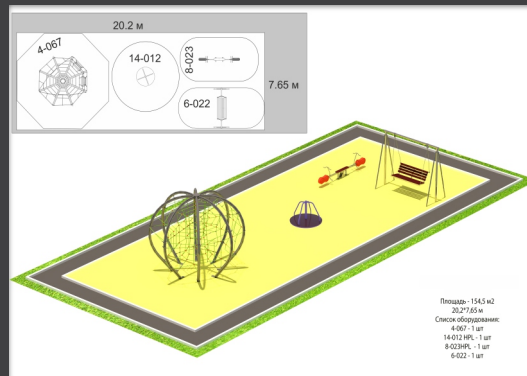 20.2 м
4-067
14-012
8-023
6-022
7.65 м
Площадь - 154,5 м2
20,2*7,65 м
Список оборудования:
4-067 - 1 шт
14-012 HPL - 1 шт
8-023HPL - 1 шт
6-022 - 1 шт